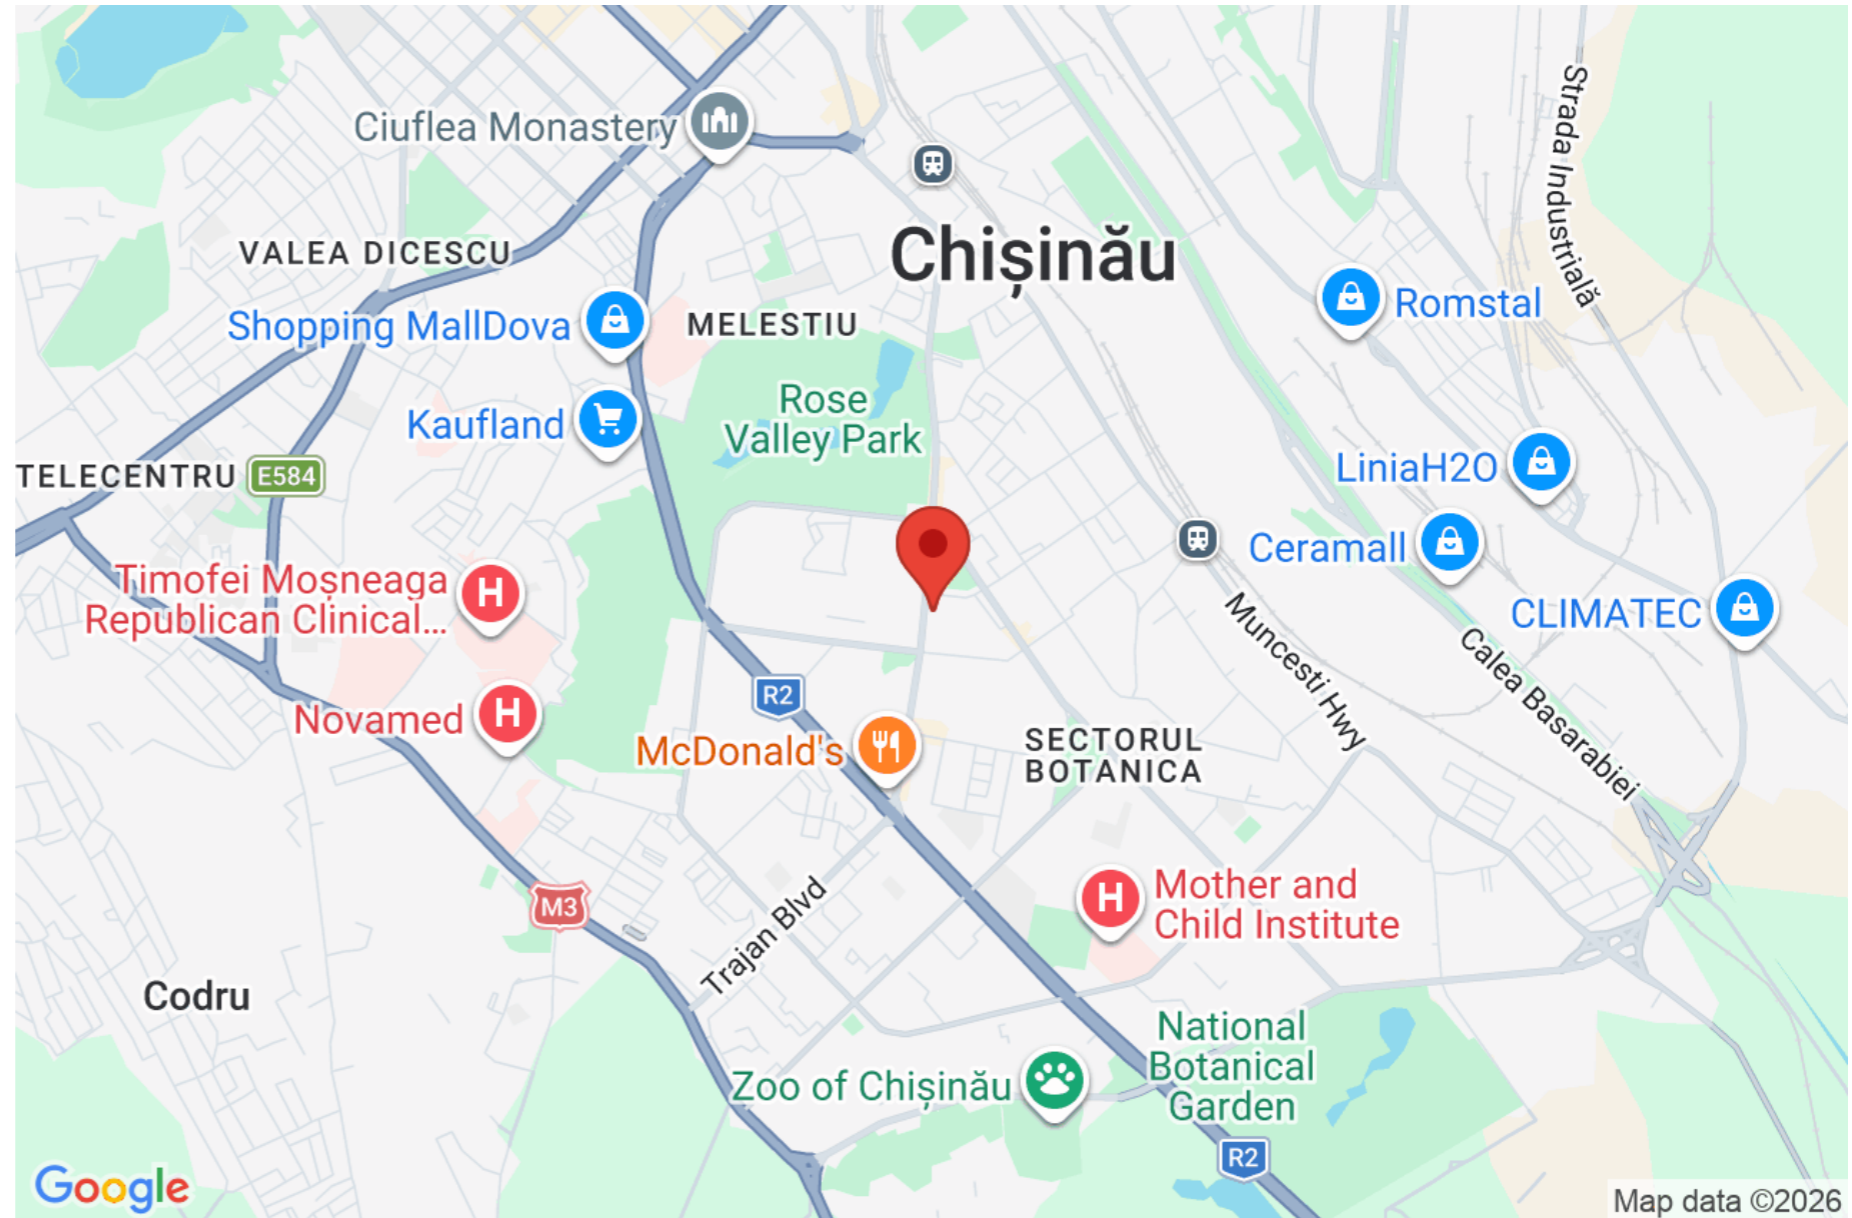 Strada Industrială
Ciuflea Monastery
VALEA DICESCU
Chișinău
Shopping MallDova
MELESTIU
Romstal
Rose
Valley Park
Kaufland
TELECENTRU
E584
LiniaH2O
Ceramall
Timofei Moșneaga
Republican Clinical...
CLIMATEC
Muncesti Hwy
Calea Basarabiei
R2
Novamed
McDonald's
SECTORUL
BOTANICA
M3
Mother and
Child Institute
Trajan Blvd
Codru
National
Botanical
Garden
Zoo of Chișinău
R2
Google
Map data ©2026